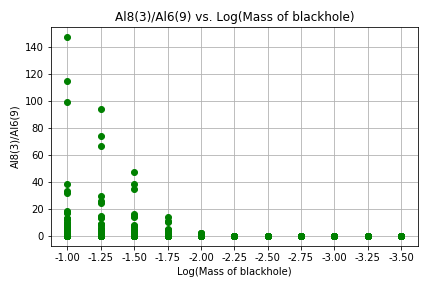 Al8(3)/Al6(9) vs. Log(Mass of blackhole)
Al8(3)/Al6(9)
140
120
100
80
60
40
20
0
-1.00 -1.25 -1.50 -1.75 -2.00 -2.25 -2.50 -2.75 -3.00 -3.25 -3.50
Log(Mass of blackhole)